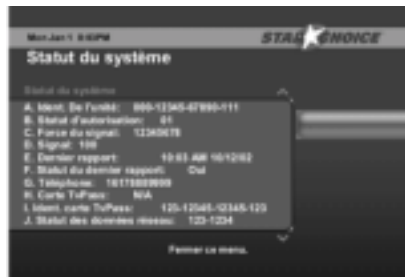 Mon Jan 1 8:03PM
STAR CHOICE
Statut du système
Statut du système
A. Ident. De l'unité: 000-12345-67890-111
B. Statut d'autorisation: 01
C. Force du signal: 12345678
D. Signal: 100
E. Dernier rapport: 10:03 AM 10/12/02
F. Statut du dernier rapport: Oui
G. Téléphone: 16178889999
H. Carte TvPass: N/A
I. Ident. carte TvPass: 123-12345-12345-123
J. Statut des données réseau: 123-1234
Fermer ce menu.